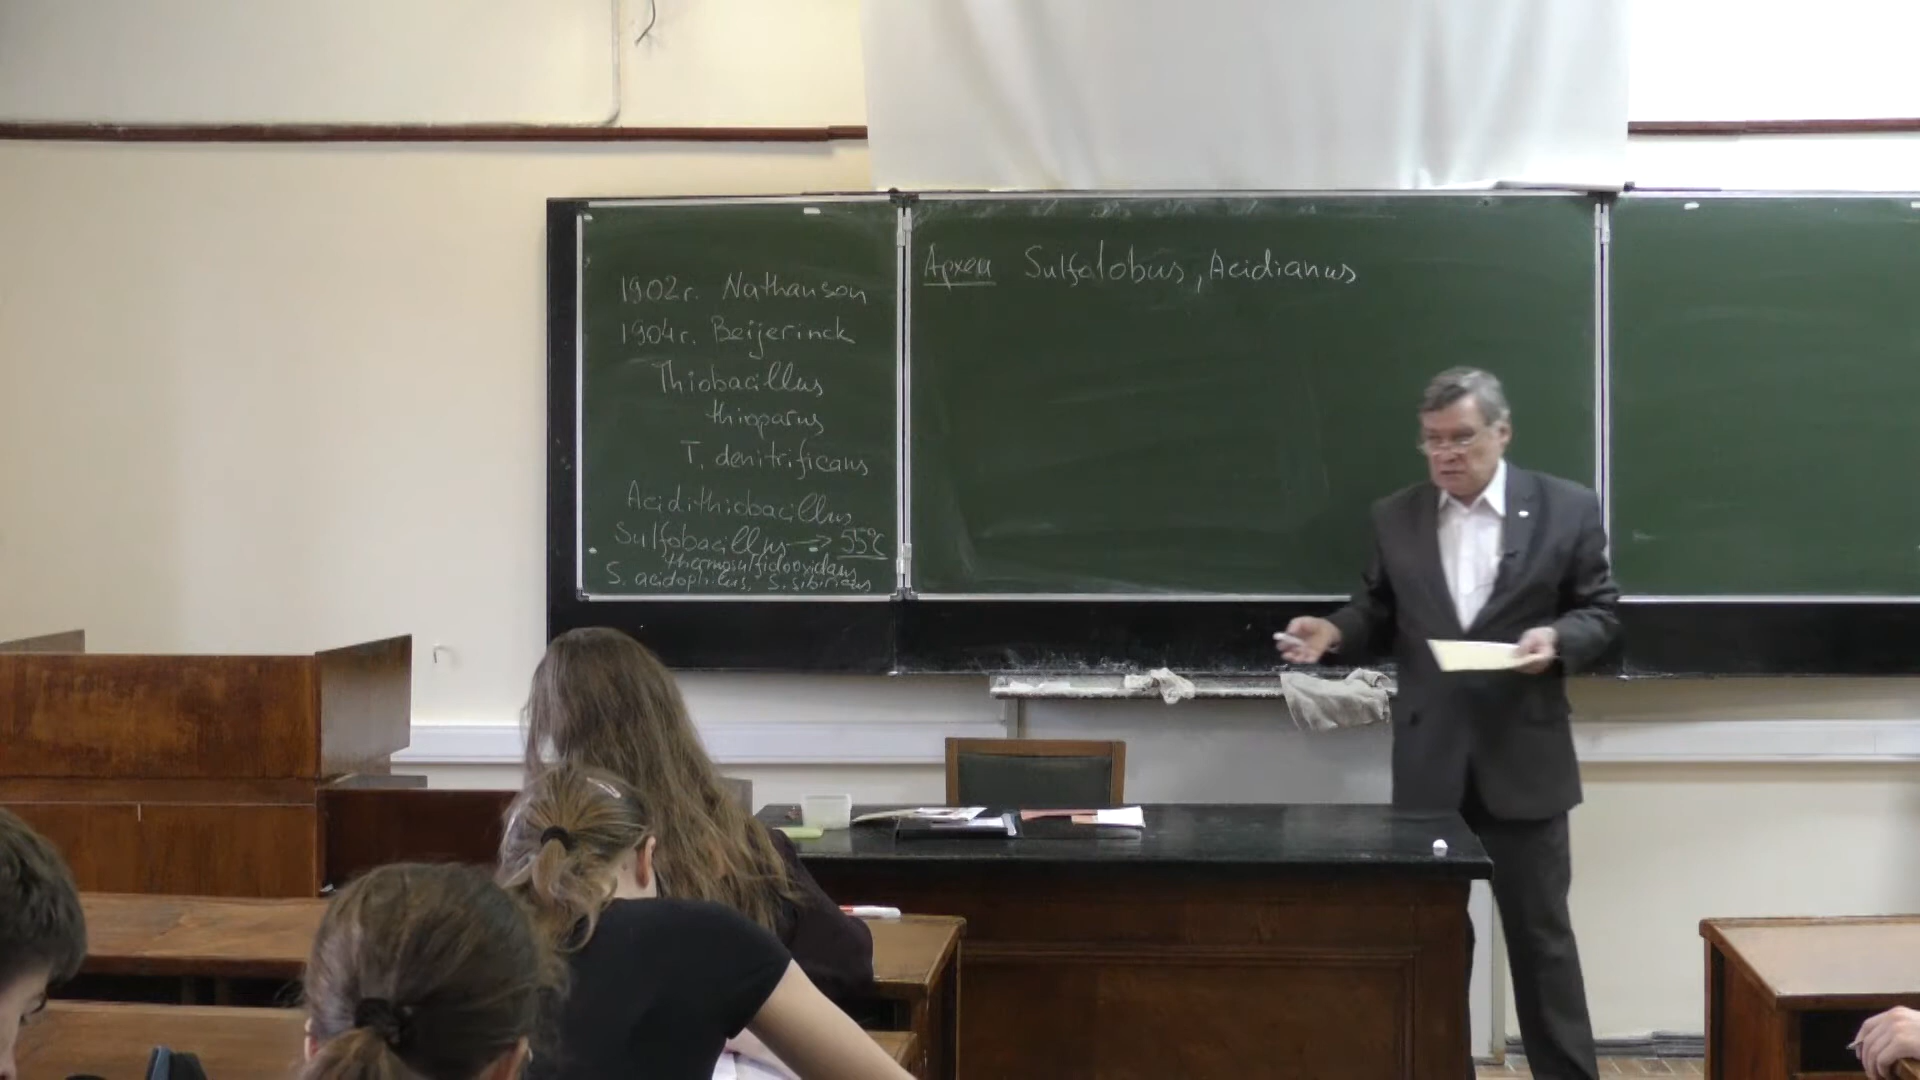 1902г. Nathanson
1904г. Beijerinck
Thiobacillus
thioparus
T. denitrificans
Acidithiobacillus
Sulfobacillus → 55°C
thermosulfidooxidans
S. acidophilus, S. sibiricus
Археи Sulfolobus, Acidianus